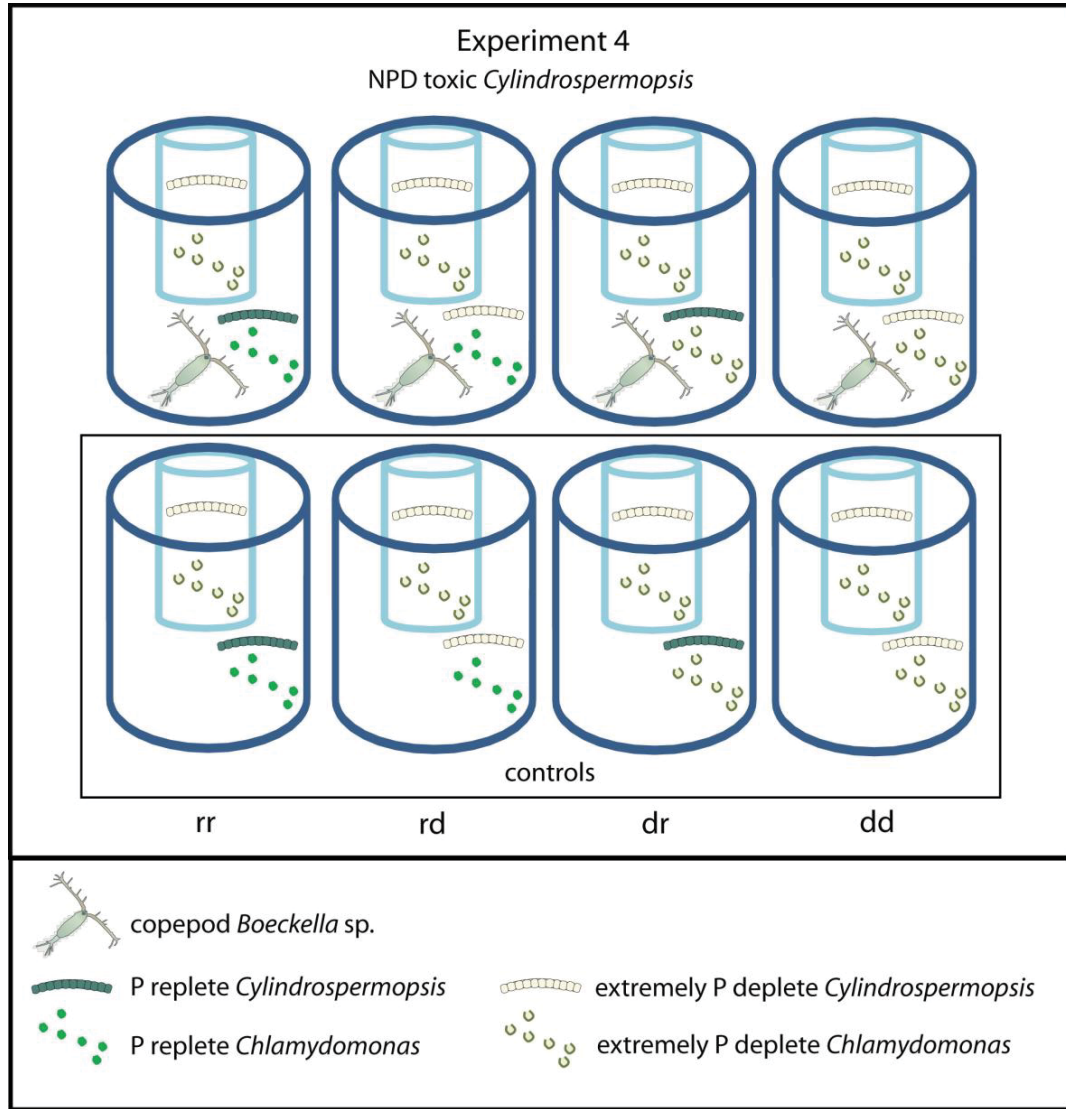 Experiment 4
NPD toxic Cylindrospermopsis
controls
rr rd dr dd
copepod Boeckella sp.
P replete Cylindrospermopsis extremely P deplete Cylindrospermopsis
P replete Chlamydomonas extremely P deplete Chlamydomonas